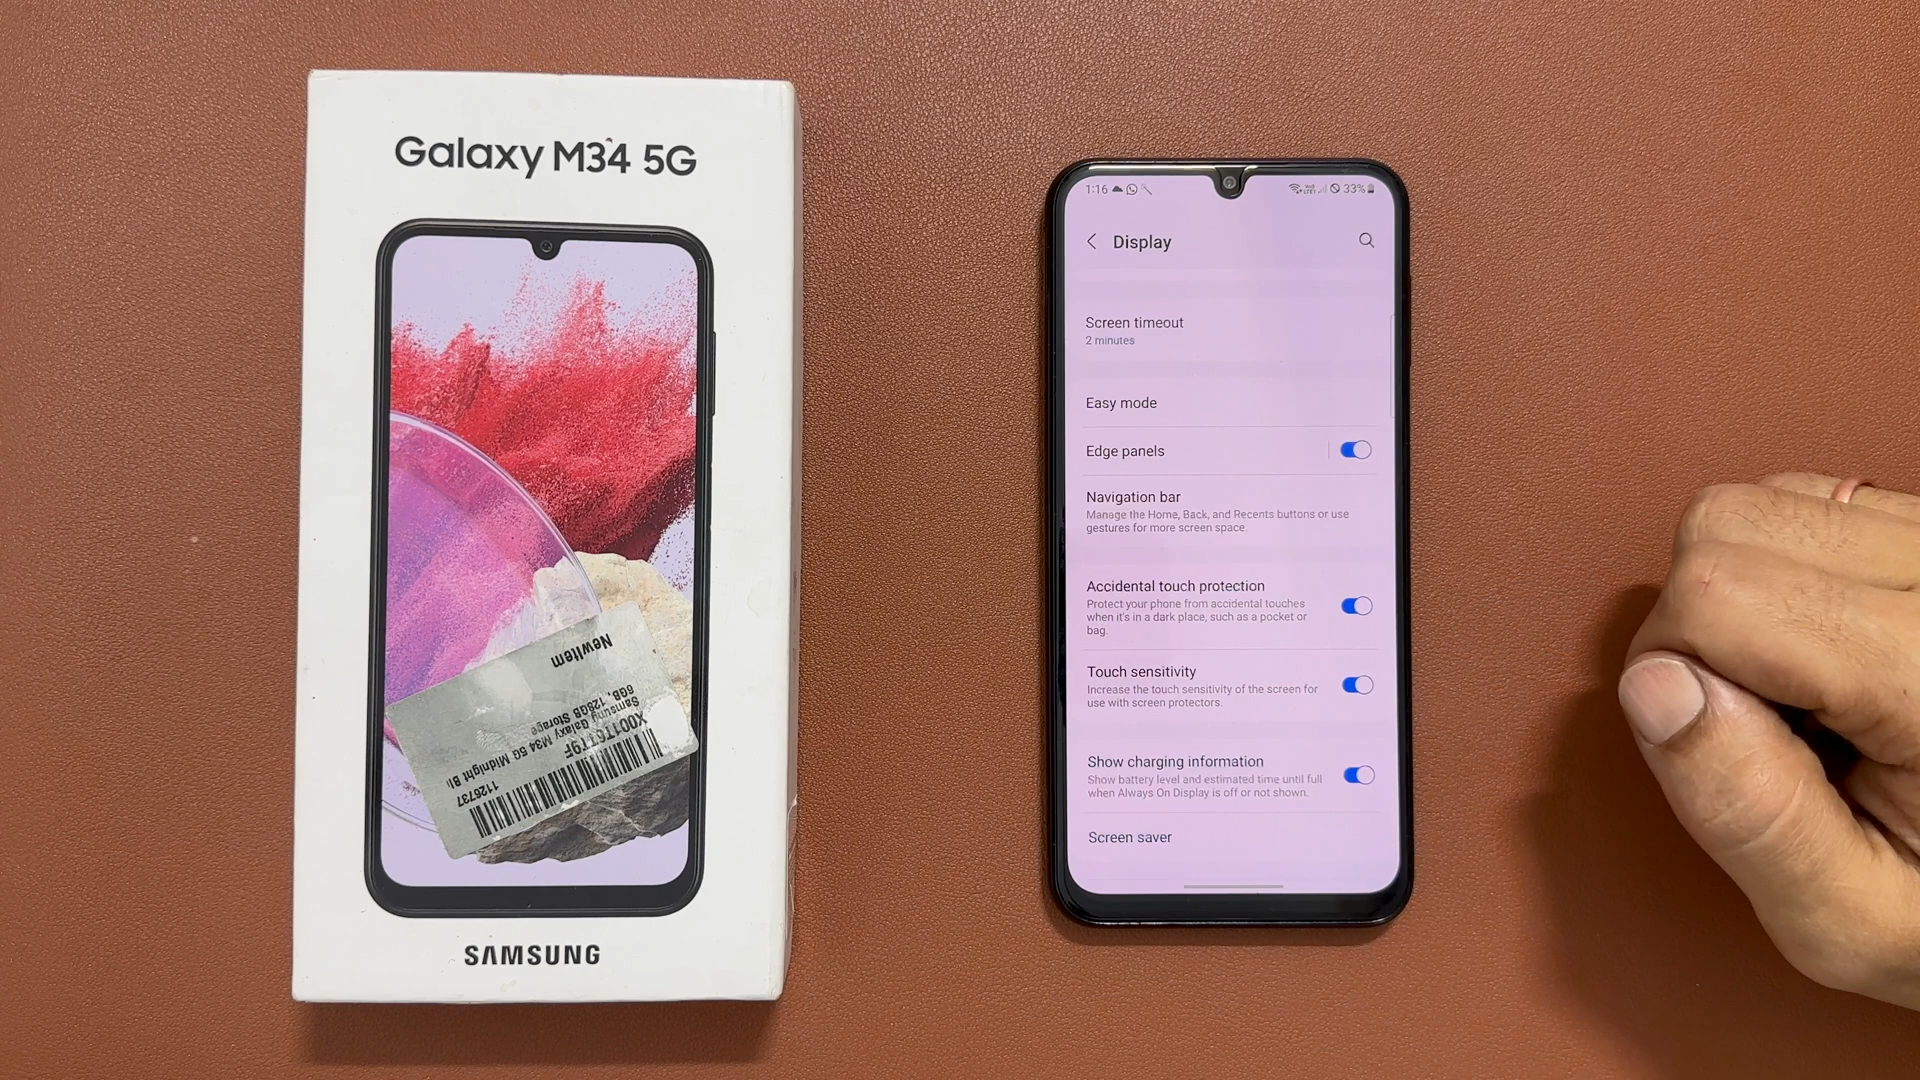 Galaxy M34 5G
NewItem
Samsung Galaxy M34 5G Midnight Bl
6GB, 128GB Storage
1126737
SAMSUNG
1:16
33%
Display
Screen timeout
2 minutes
Easy mode
Edge panels
Navigation bar
Manage the Home, Back, and Recents buttons or use
gestures for more screen space.
Accidental touch protection
Protect your phone from accidental touches
when it's in a dark place, such as a pocket or
bag.
Touch sensitivity
Increase the touch sensitivity of the screen for
use with screen protectors.
Show charging information
Show battery level and estimated time until full
when Always On Display is off or not shown.
Screen saver